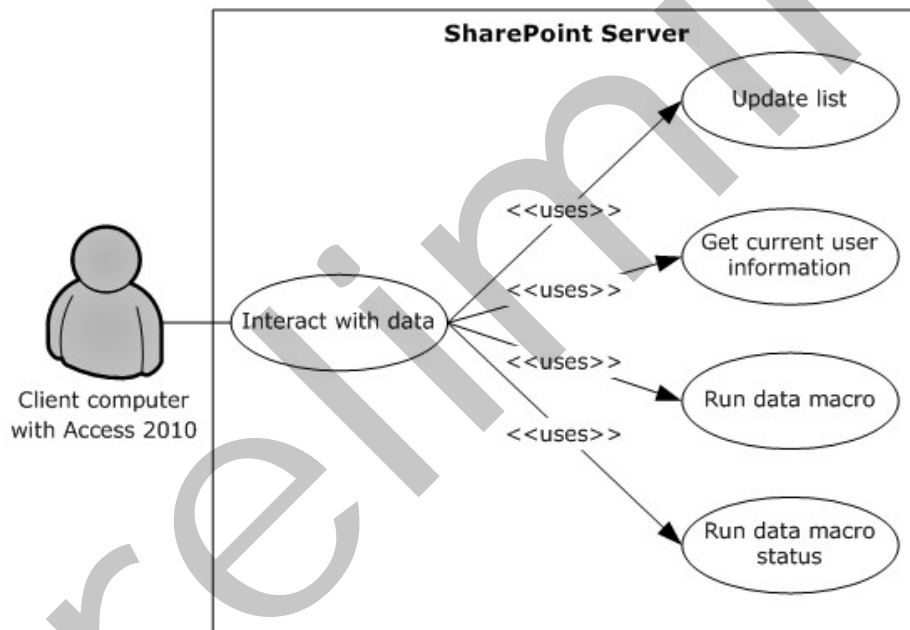 SharePoint Server
Update list
<<uses>>
Get current user
information
<<uses>>
Interact with data
<<uses>>
Run data macro
Client computer
with Access 2010
<<uses>>
Run data macro
status
relimi